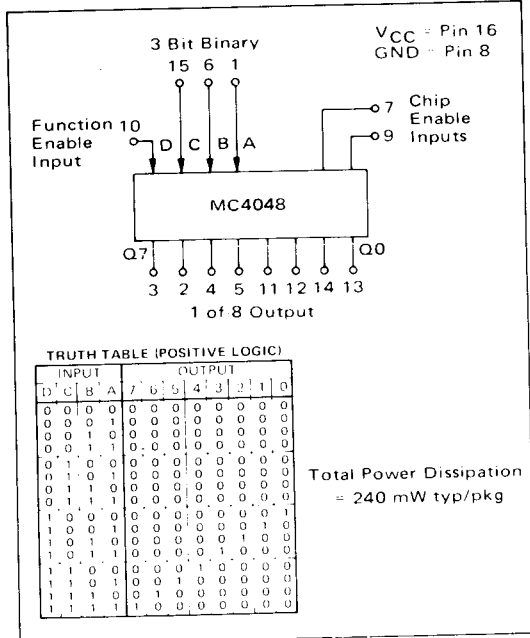 3 Bit Binary
15 6 1
VCC = Pin 16
GND = Pin 8
Function 10
Enable
Input
D C B A
7 Chip
Enable
9 Inputs
MC4048
Q7 Q0
3 2 4 5 11 12 14 13
1 of 8 Output
TRUTH TABLE (POSITIVE LOGIC)
INPUT OUTPUT
D C B A 7 6 5 4 3 2 1 0
0 0 0 0 0 0 0 0 0 0 0 0
0 0 0 1 0 0 0 0 0 0 0 0
0 0 1 0 0 0 0 0 0 0 0 0
0 0 1 1 0 0 0 0 0 0 0 0
0 1 0 0 0 0 0 0 0 0 0 0
0 1 0 1 0 0 0 0 0 0 0 0
0 1 1 0 0 0 0 0 0 0 0 0
0 1 1 1 0 0 0 0 0 0 0 0
1 0 0 0 0 0 0 0 0 0 0 1
1 0 0 1 0 0 0 0 0 0 1 0
1 0 1 0 0 0 0 0 0 1 0 0
1 0 1 1 0 0 0 0 1 0 0 0
1 1 0 0 0 0 0 1 0 0 0 0
1 1 0 1 0 0 1 0 0 0 0 0
1 1 1 0 0 1 0 0 0 0 0 0
1 1 1 1 1 0 0 0 0 0 0 0
Total Power Dissipation
= 240 mW typ/pkg